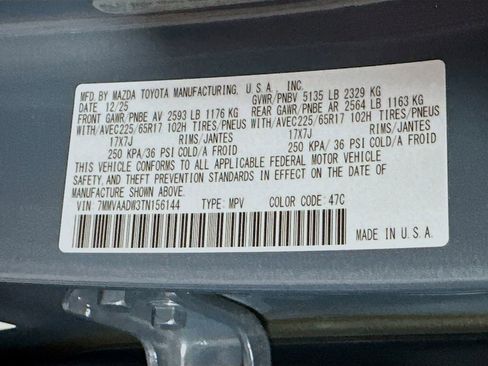 MFD. BY MAZDA TOYOTA MANUFACTURING, U.S.A., INC.
DATE 12/25 GVWR/PNBV 5135 LB 2329 KG
FRONT GAWR/PNBE AV 2593 LB 1176 KG REAR GAWR/PNBE AR 2564 LB 1163 KG
WITH/AVEC225/65R17 102H TIRES/PNEUS WITH/AVEC225/65R17 102H TIRES/PNEUS
17X7J RIMS/JANTES 17X7J RIMS/JANTES
250 KPA/36 PSI COLD/A FROID 250 KPA/36 PSI COLD/A FROID
THIS VEHICLE CONFORMS TO ALL APPLICABLE FEDERAL MOTOR VEHICLE
SAFETY, AND THEFT PREVENTION STANDARDS IN EFFECT ON THE DATE OF
MANUFACTURE SHOWN ABOVE.
VIN: 7MMVAADW3TN156144 TYPE: MPV COLOR CODE: 47C
MADE IN U.S.A.